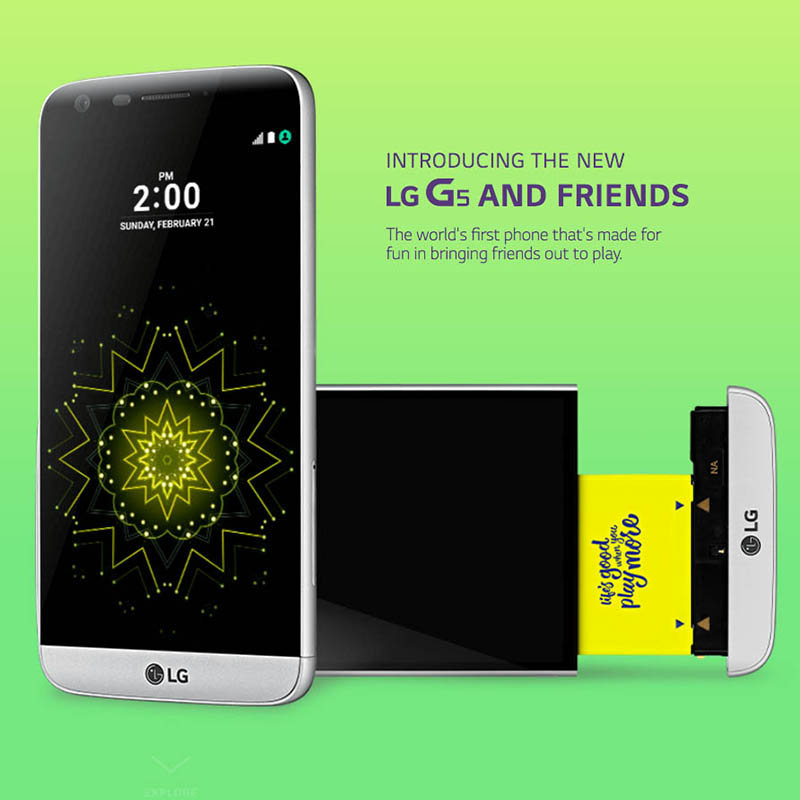 PM
2:00
SUNDAY, FEBRUARY 21
INTRODUCING THE NEW
LG G5 AND FRIENDS
The world's first phone that's made for
fun in bringing friends out to play.
life's good
when you
play more
NA
LG
LG
EXPLORE